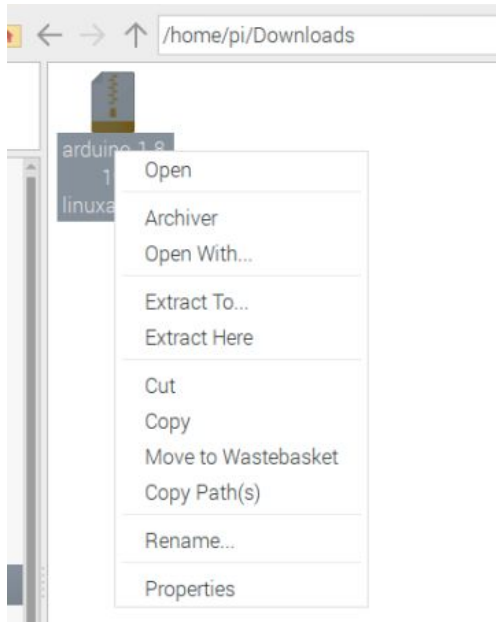 /home/pi/Downloads
arduino-1.8
1
linuxa
Open
Archiver
Open With...
Extract To...
Extract Here
Cut
Copy
Move to Wastebasket
Copy Path(s)
Rename...
Properties